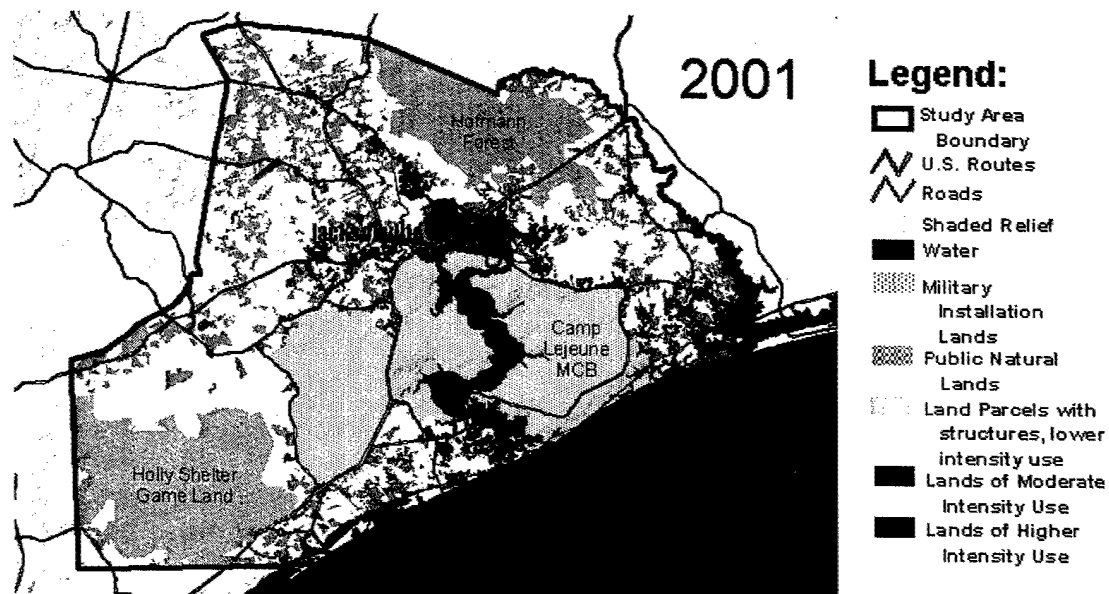 2001
Hofmann
Forest
Jacksonville
Camp
Lejeune
MCB
Holly Shelter
Game Land
Legend:
Study Area
Boundary
U.S. Routes
Roads
Shaded Relief
Water
Military
Installation
Lands
Public Natural
Lands
Land Parcels with
structures, lower
intensity use
Lands of Moderate
Intensity Use
Lands of Higher
Intensity Use